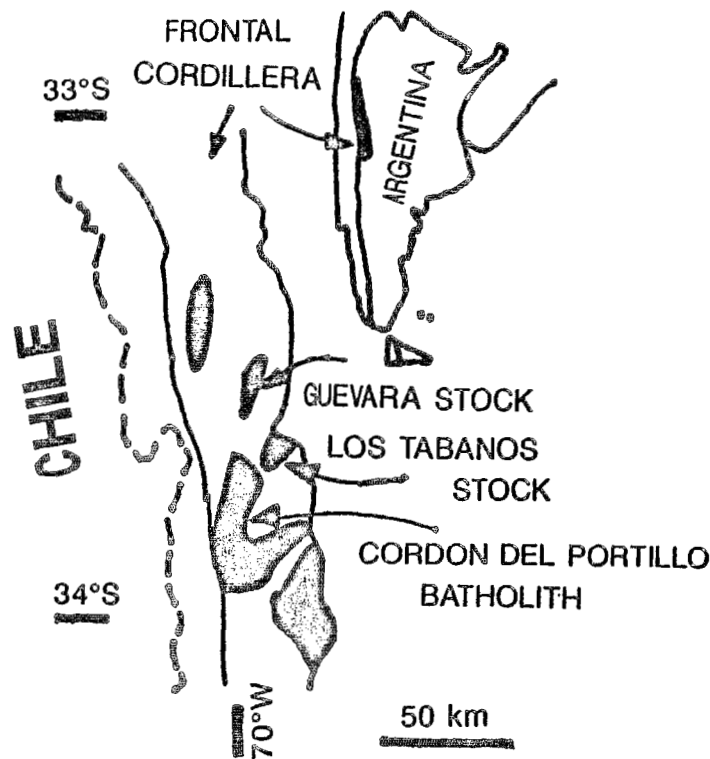 FRONTAL
CORDILLERA
33°S
ARGENTINA
CHILE
GUEVARA STOCK
LOS TABANOS
STOCK
CORDON DEL PORTILLO
BATHOLITH
34°S
70°W
50 km